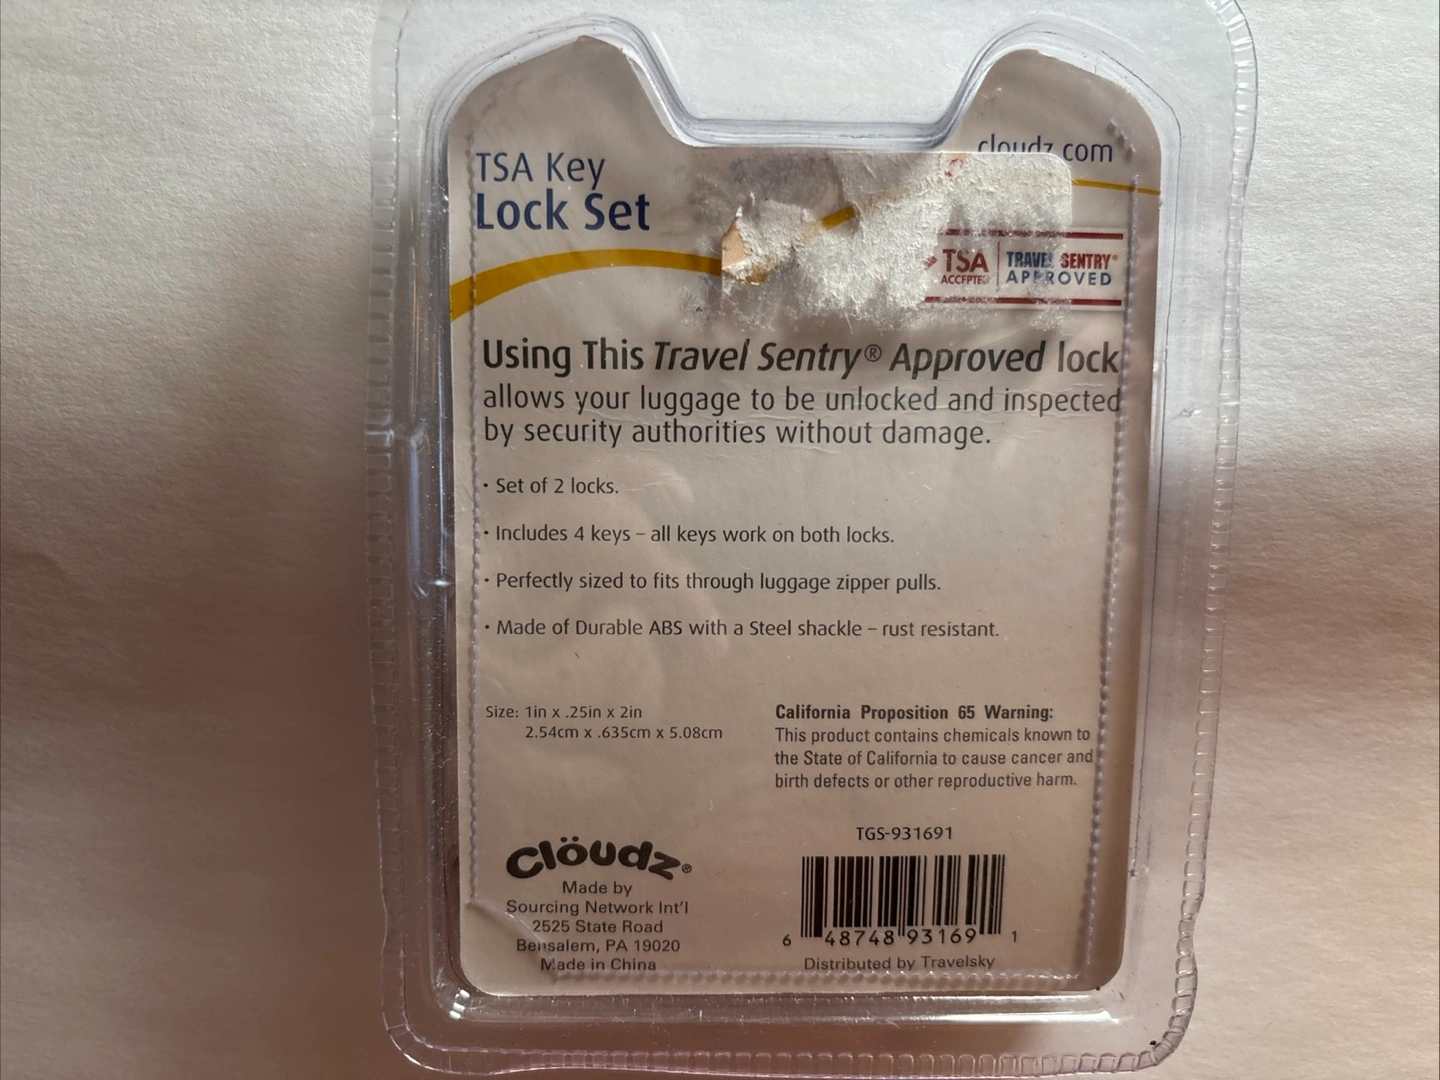 TSA Key
Lock Set
cloudz.com
TSA
ACCEPTED
TRAVEL SENTRY®
APPROVED
Using This Travel Sentry® Approved lock
allows your luggage to be unlocked and inspected
by security authorities without damage.
• Set of 2 locks.
• Includes 4 keys – all keys work on both locks.
• Perfectly sized to fits through luggage zipper pulls.
• Made of Durable ABS with a Steel shackle – rust resistant.
Size: 1in x .25in x 2in
2.54cm x .635cm x 5.08cm
California Proposition 65 Warning:
This product contains chemicals known to
the State of California to cause cancer and
birth defects or other reproductive harm.
Clöudz®
Made by
Sourcing Network Int'l
2525 State Road
Bensalem, PA 19020
Made in China
TGS-931691
6 48748 93169 1
Distributed by Travelsky